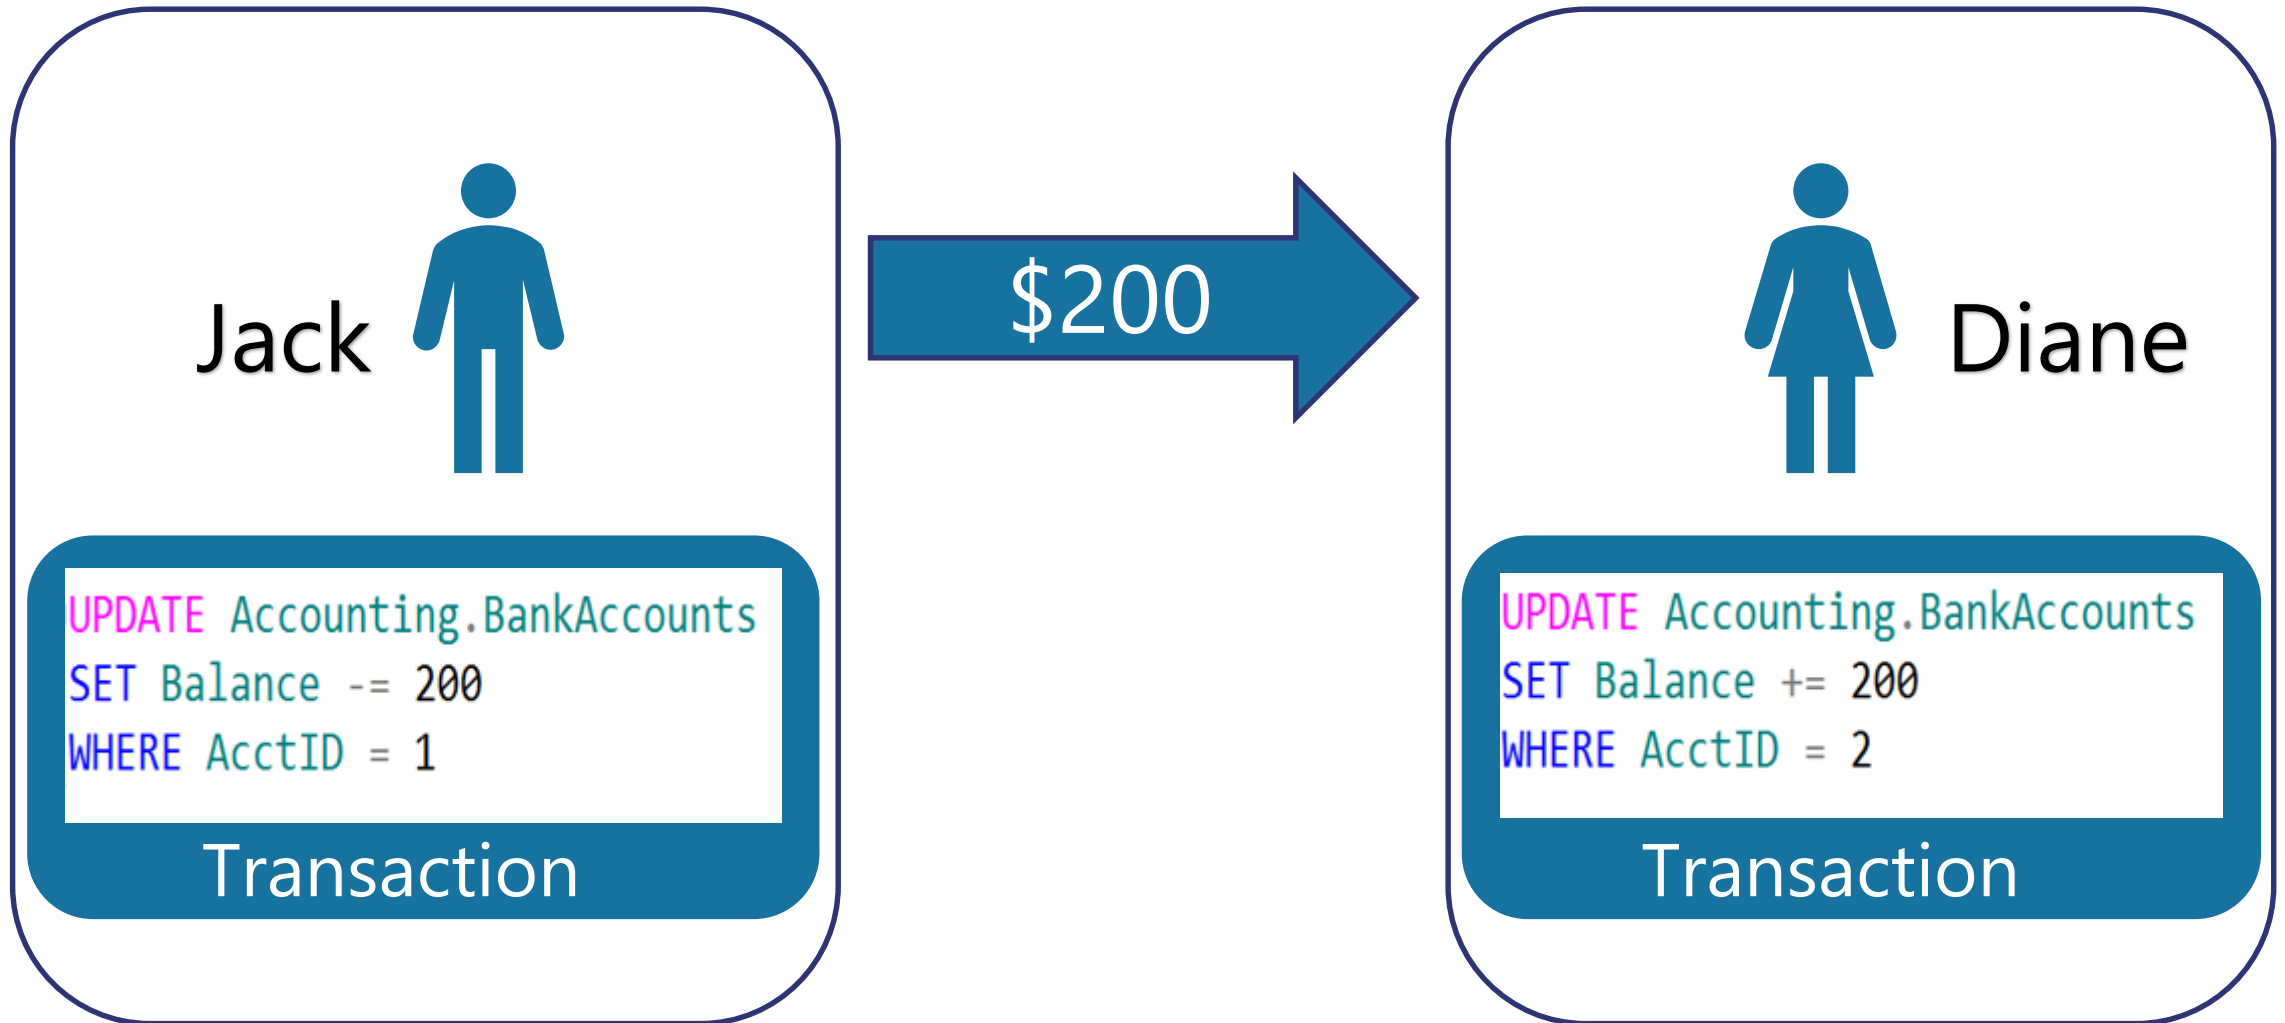 Jack
$200
Diane
UPDATE Accounting.BankAccounts
SET Balance -= 200
WHERE AcctID = 1
Transaction
UPDATE Accounting.BankAccounts
SET Balance += 200
WHERE AcctID = 2
Transaction